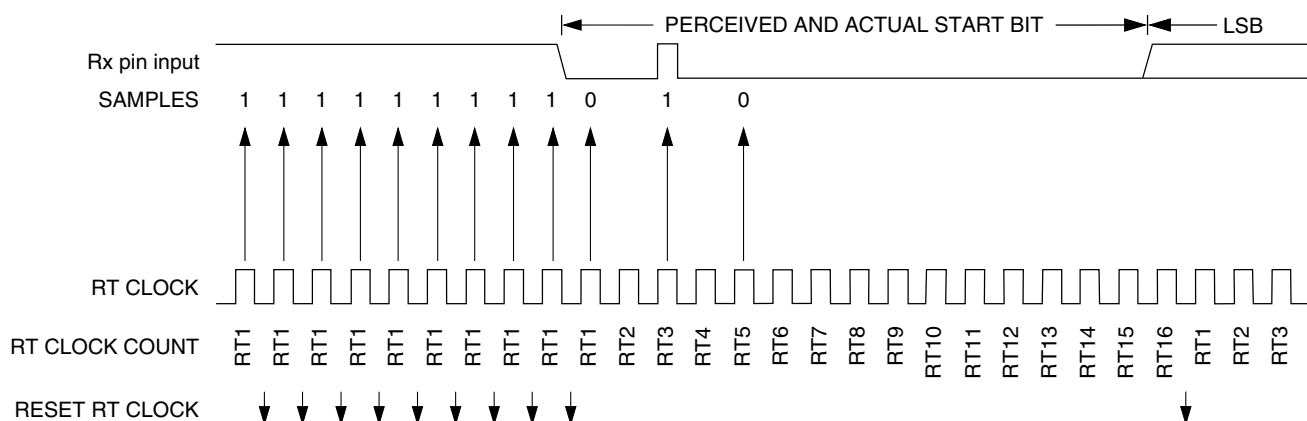 PERCEIVED AND ACTUAL START BIT LSB
Rx pin input
SAMPLES 1 1 1 1 1 1 1 1 1 0 1 0
RT CLOCK
RT CLOCK COUNT RT1 RT1 RT1 RT1 RT1 RT1 RT1 RT1 RT1 RT1 RT2 RT3 RT4 RT5 RT6 RT7 RT8 RT9 RT10 RT11 RT12 RT13 RT14 RT15 RT16 RT1 RT2 RT3
RESET RT CLOCK